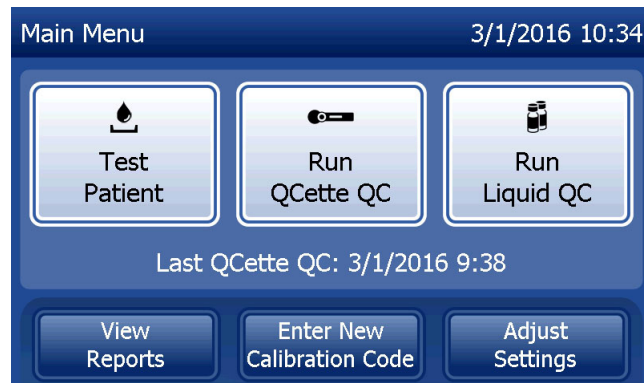 Main Menu 3/1/2016 10:34
Test Run Run
Patient QCette QC Liquid QC
Last QCette QC: 3/1/2016 9:38
View Enter New Adjust
Reports Calibration Code Settings